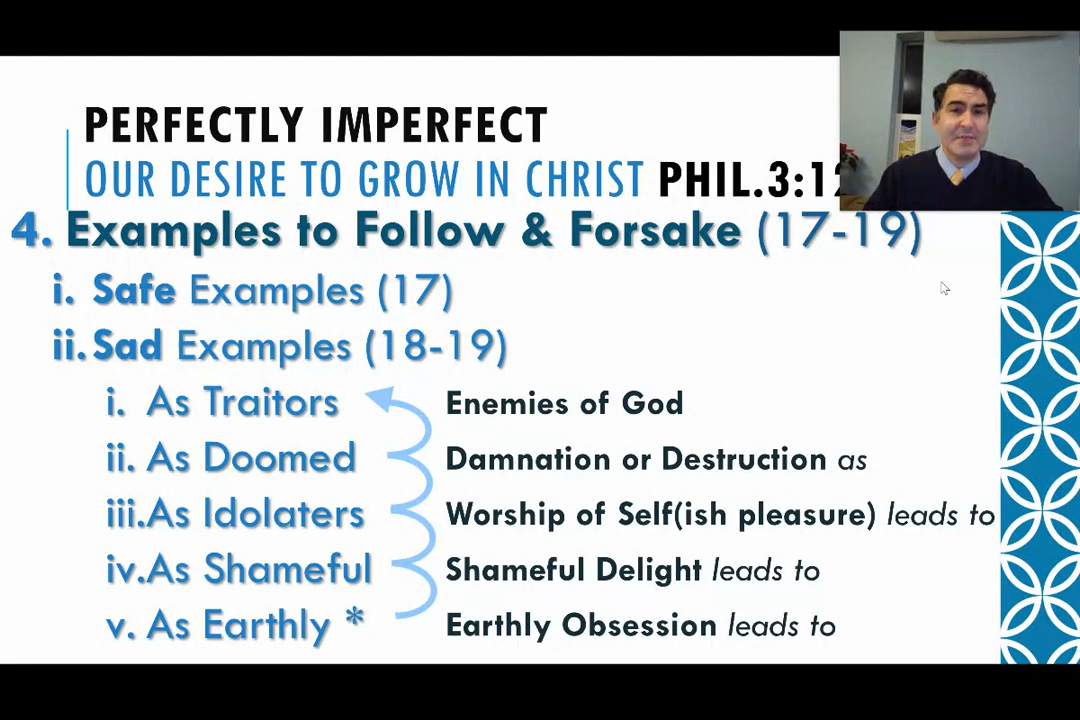 PERFECTLY IMPERFECT
OUR DESIRE TO GROW IN CHRIST PHIL.3:12
4. Examples to Follow & Forsake (17-19)
i. Safe Examples (17)
ii. Sad Examples (18-19)
i. As Traitors Enemies of God
ii. As Doomed Damnation or Destruction as
iii. As Idolaters Worship of Self(ish pleasure) leads to
iv. As Shameful Shameful Delight leads to
v. As Earthly * Earthly Obsession leads to